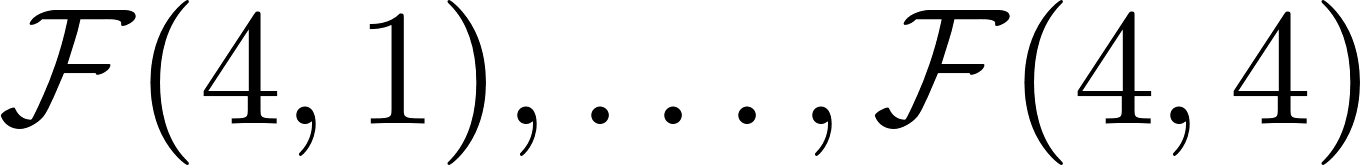 ℱ(4, 1), . . . , ℱ(4, 4)